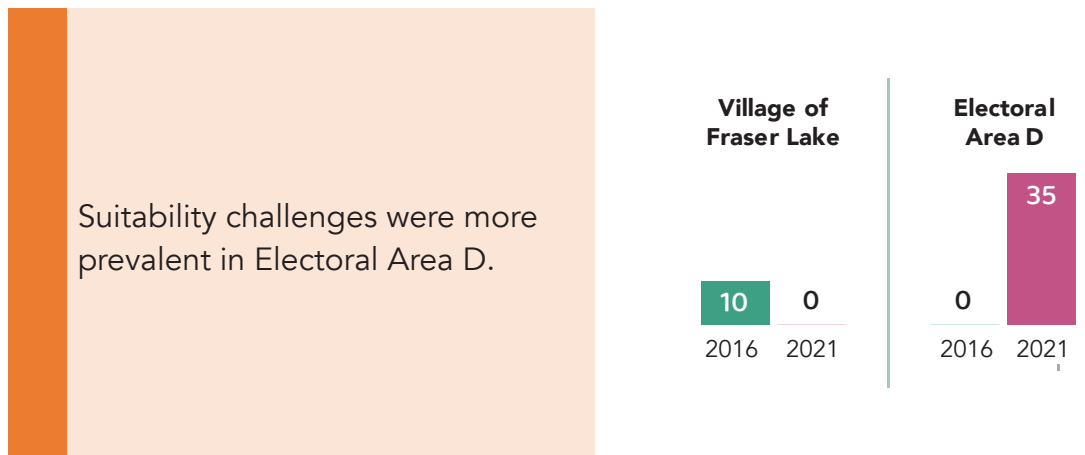 Suitability challenges were more
prevalent in Electoral Area D.
Village of
Fraser Lake
10
0
2016
2021
Electoral
Area D
0
35
2016
2021